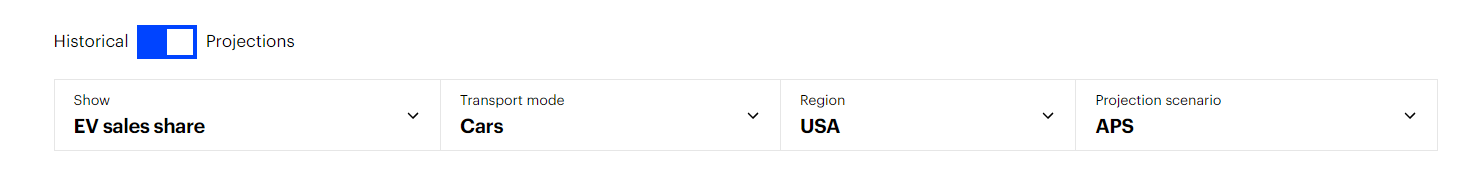 Historical Projections
Show Transport mode Region Projection scenario
EV sales share Cars USA APS